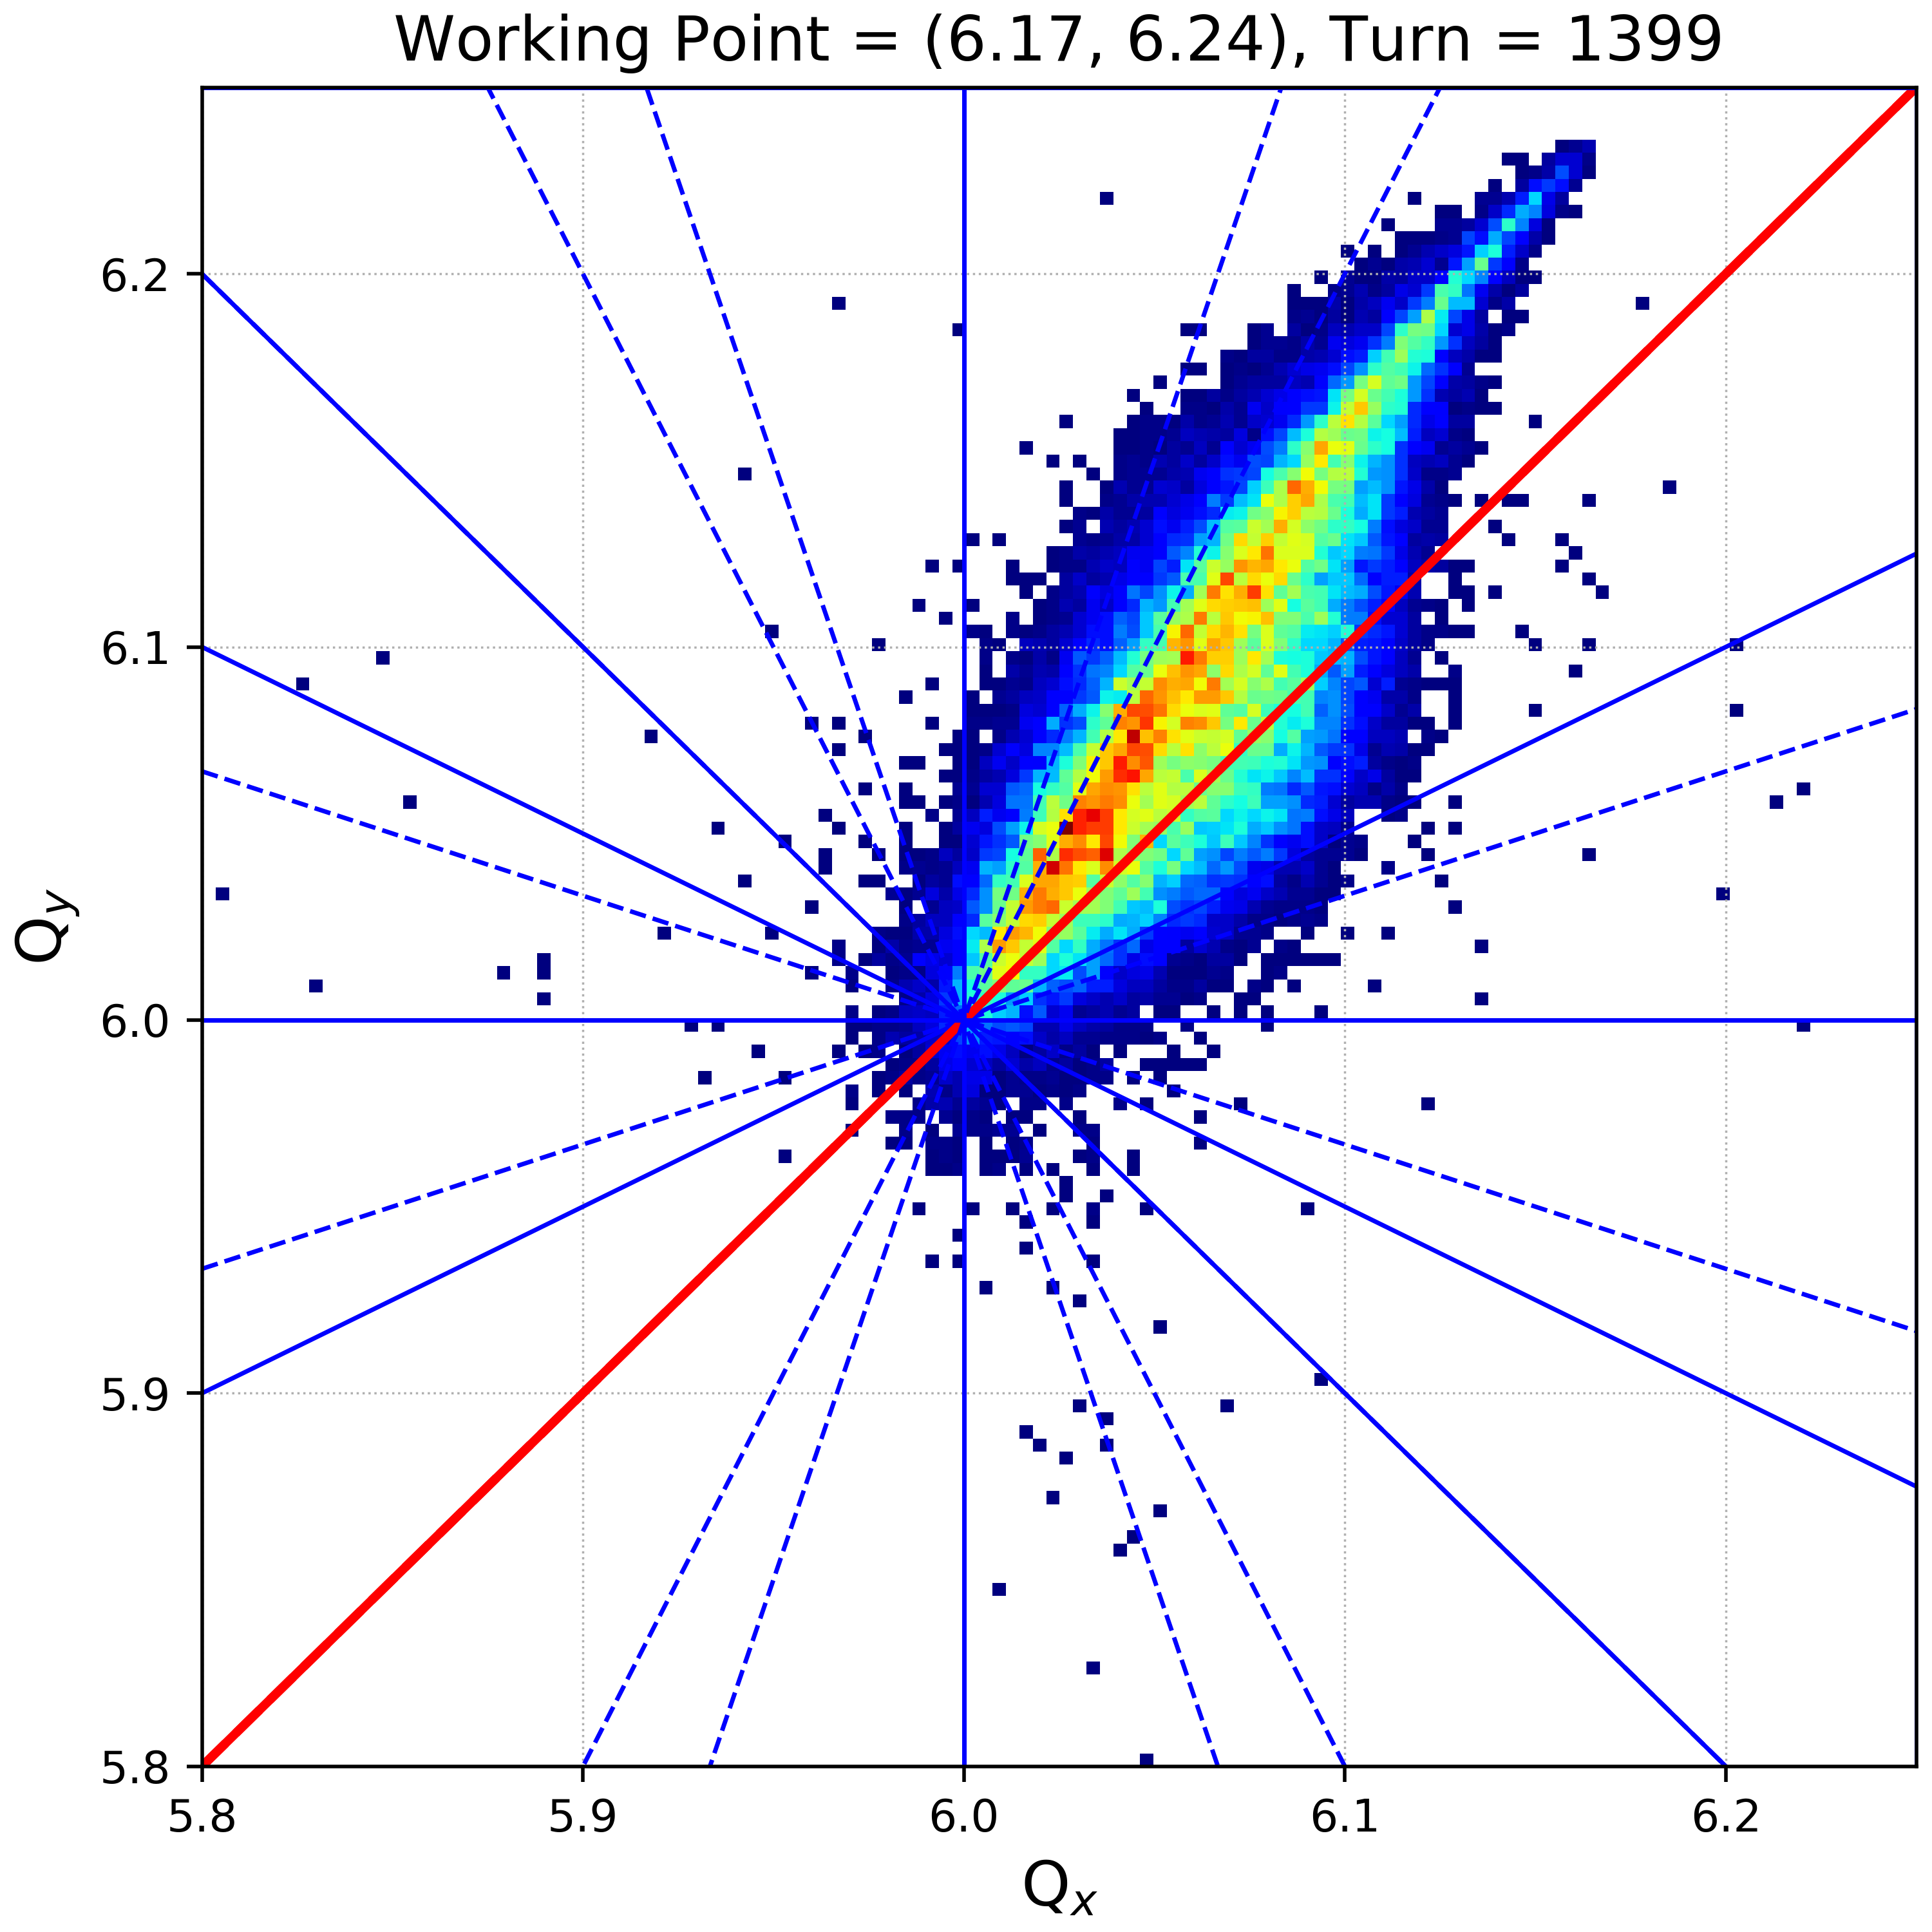 Working Point = (6.17, 6.24), Turn = 1399
6.2
6.1
6.0
5.9
5.8
Qy
5.8 5.9 6.0 6.1 6.2
Qx